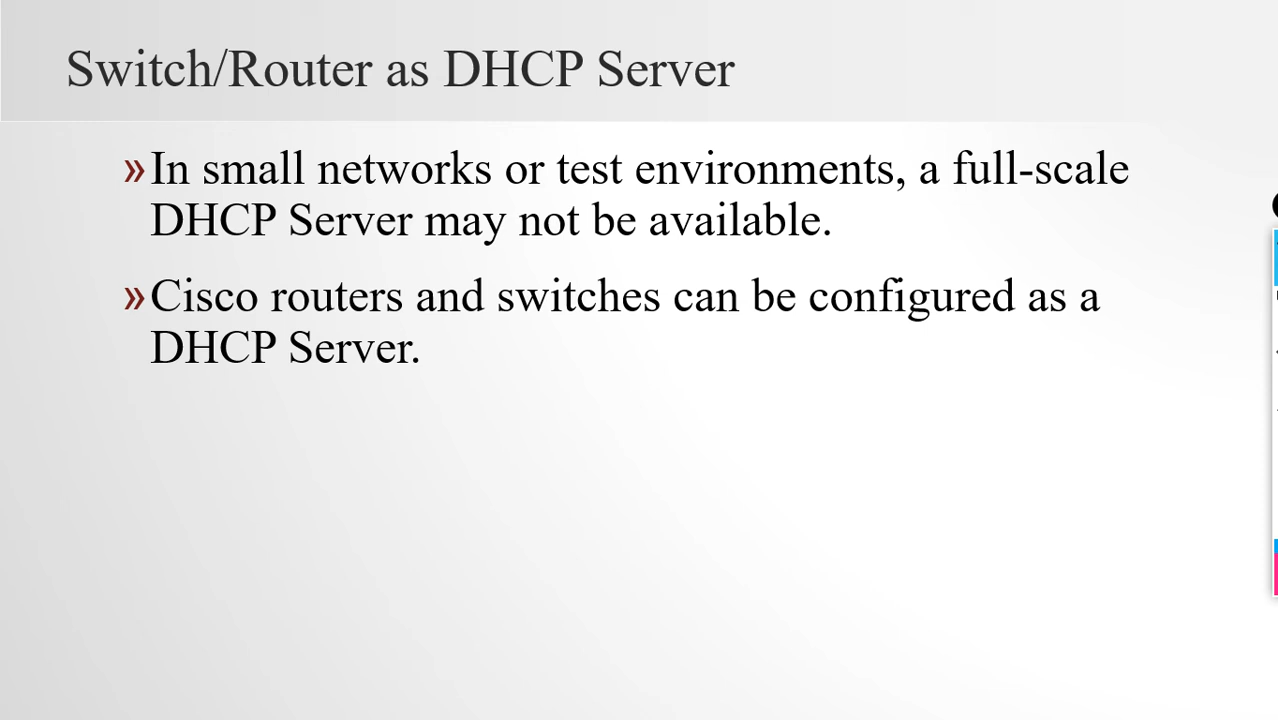 Switch/Router as DHCP Server
»In small networks or test environments, a full-scale
DHCP Server may not be available.
»Cisco routers and switches can be configured as a
DHCP Server.